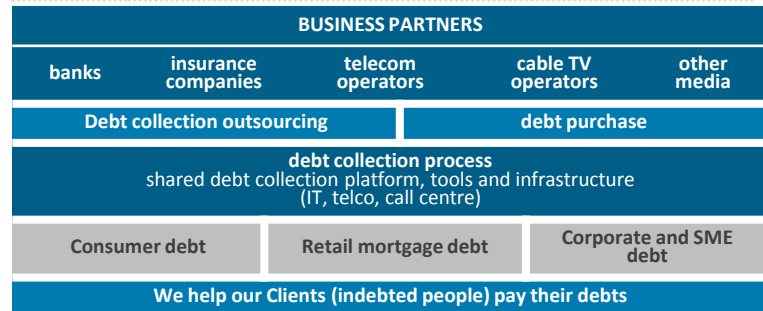 BUSINESS PARTNERS
banks
insurance
companies
telecom
operators
cable TV
operators
other
media
Debt collection outsourcing
debt purchase
debt collection process
shared debt collection platform, tools and infrastructure
(IT, telco, call centre)
Consumer debt
Retail mortgage debt
Corporate and SME
debt
We help our Clients (indebted people) pay their debts